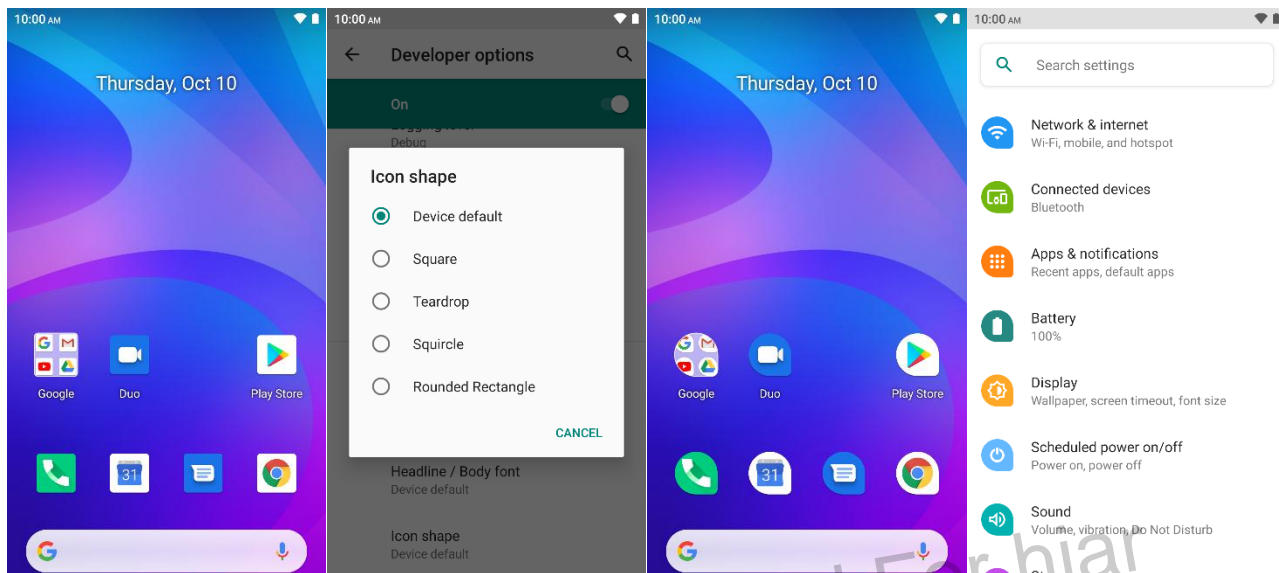 10:00 AM
Thursday, Oct 10
Google
Duo
Play Store
31
10:00 AM
Developer options
On
Logging level
Debug
Icon shape
Device default
Square
Teardrop
Squircle
Rounded Rectangle
CANCEL
Headline / Body font
Device default
Icon shape
Device default
10:00 AM
Thursday, Oct 10
Google
Duo
Play Store
31
10:00 AM
Search settings
Network & internet
Wi-Fi, mobile, and hotspot
Connected devices
Bluetooth
Apps & notifications
Recent apps, default apps
Battery
100%
Display
Wallpaper, screen timeout, font size
Scheduled power on/off
Power on, power off
Sound
Volume, vibration, Do Not Disturb
For